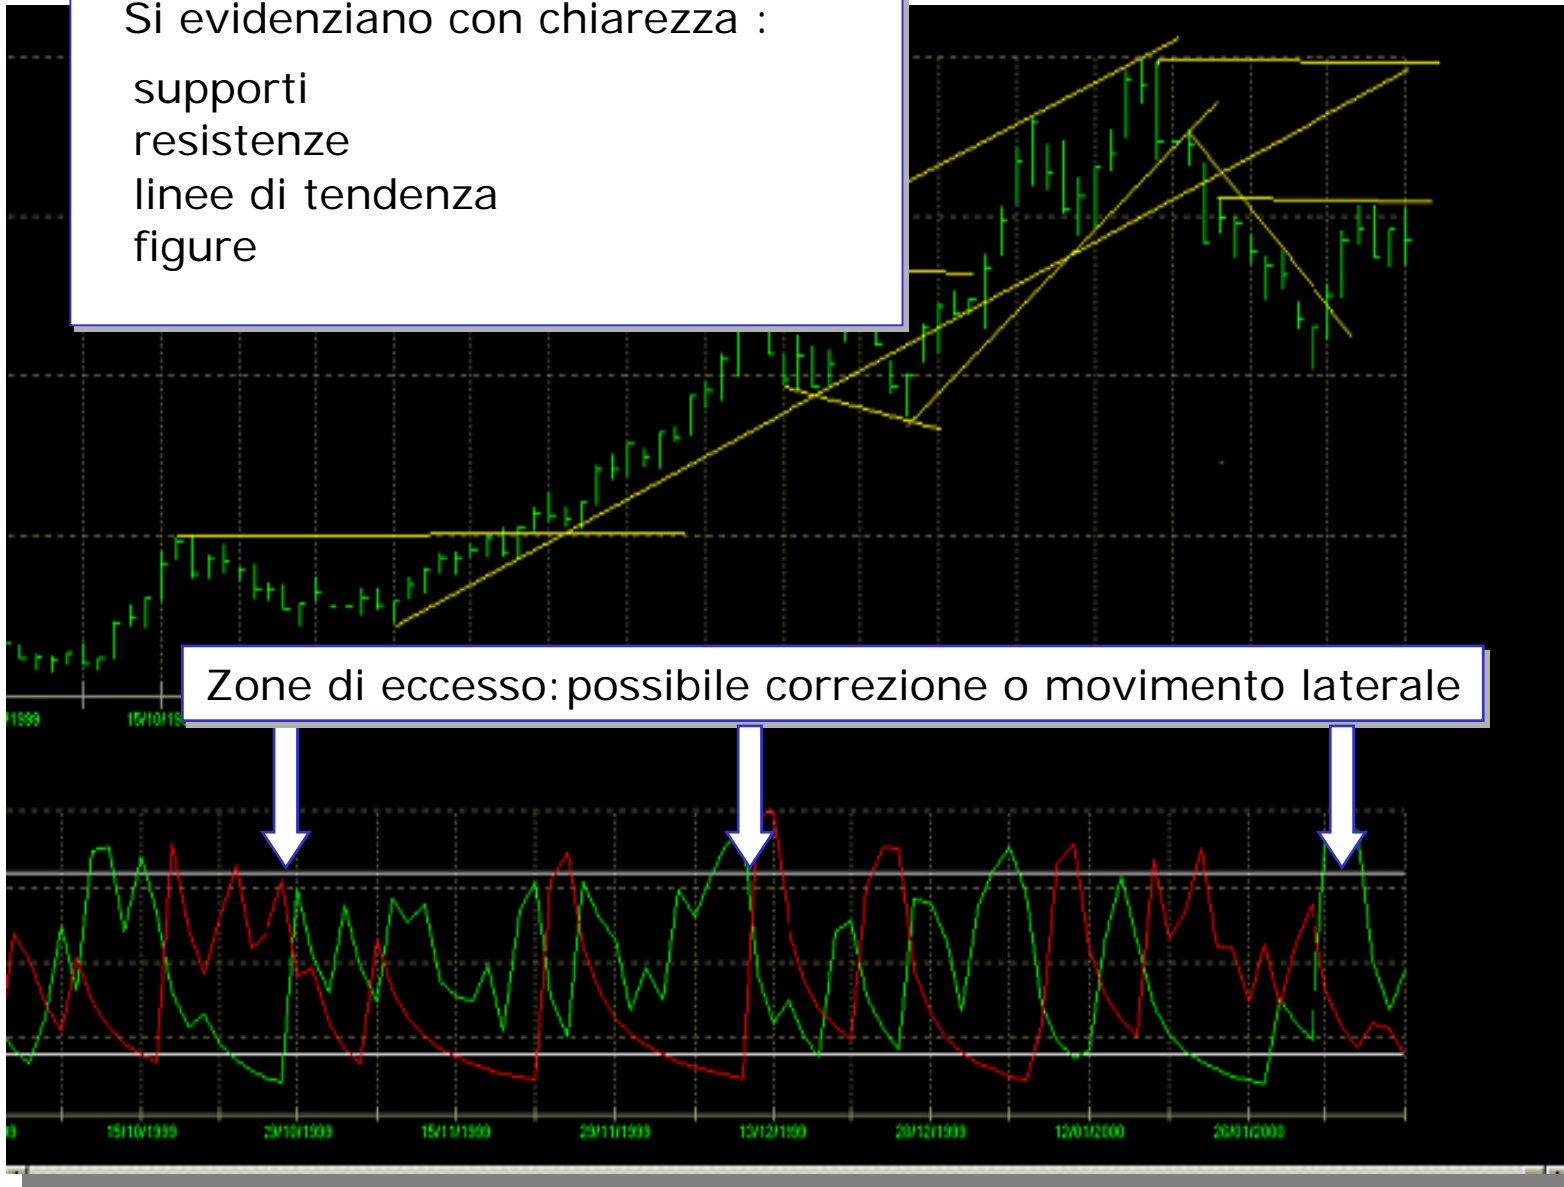 Si evidenziano con chiarezza :
supporti
resistenze
linee di tendenza
figure
Zone di eccesso: possibile correzione o movimento laterale
15/10/1999 29/10/1999 15/11/1999 29/11/1999 13/12/1999 28/12/1999 12/01/2000 26/01/2000